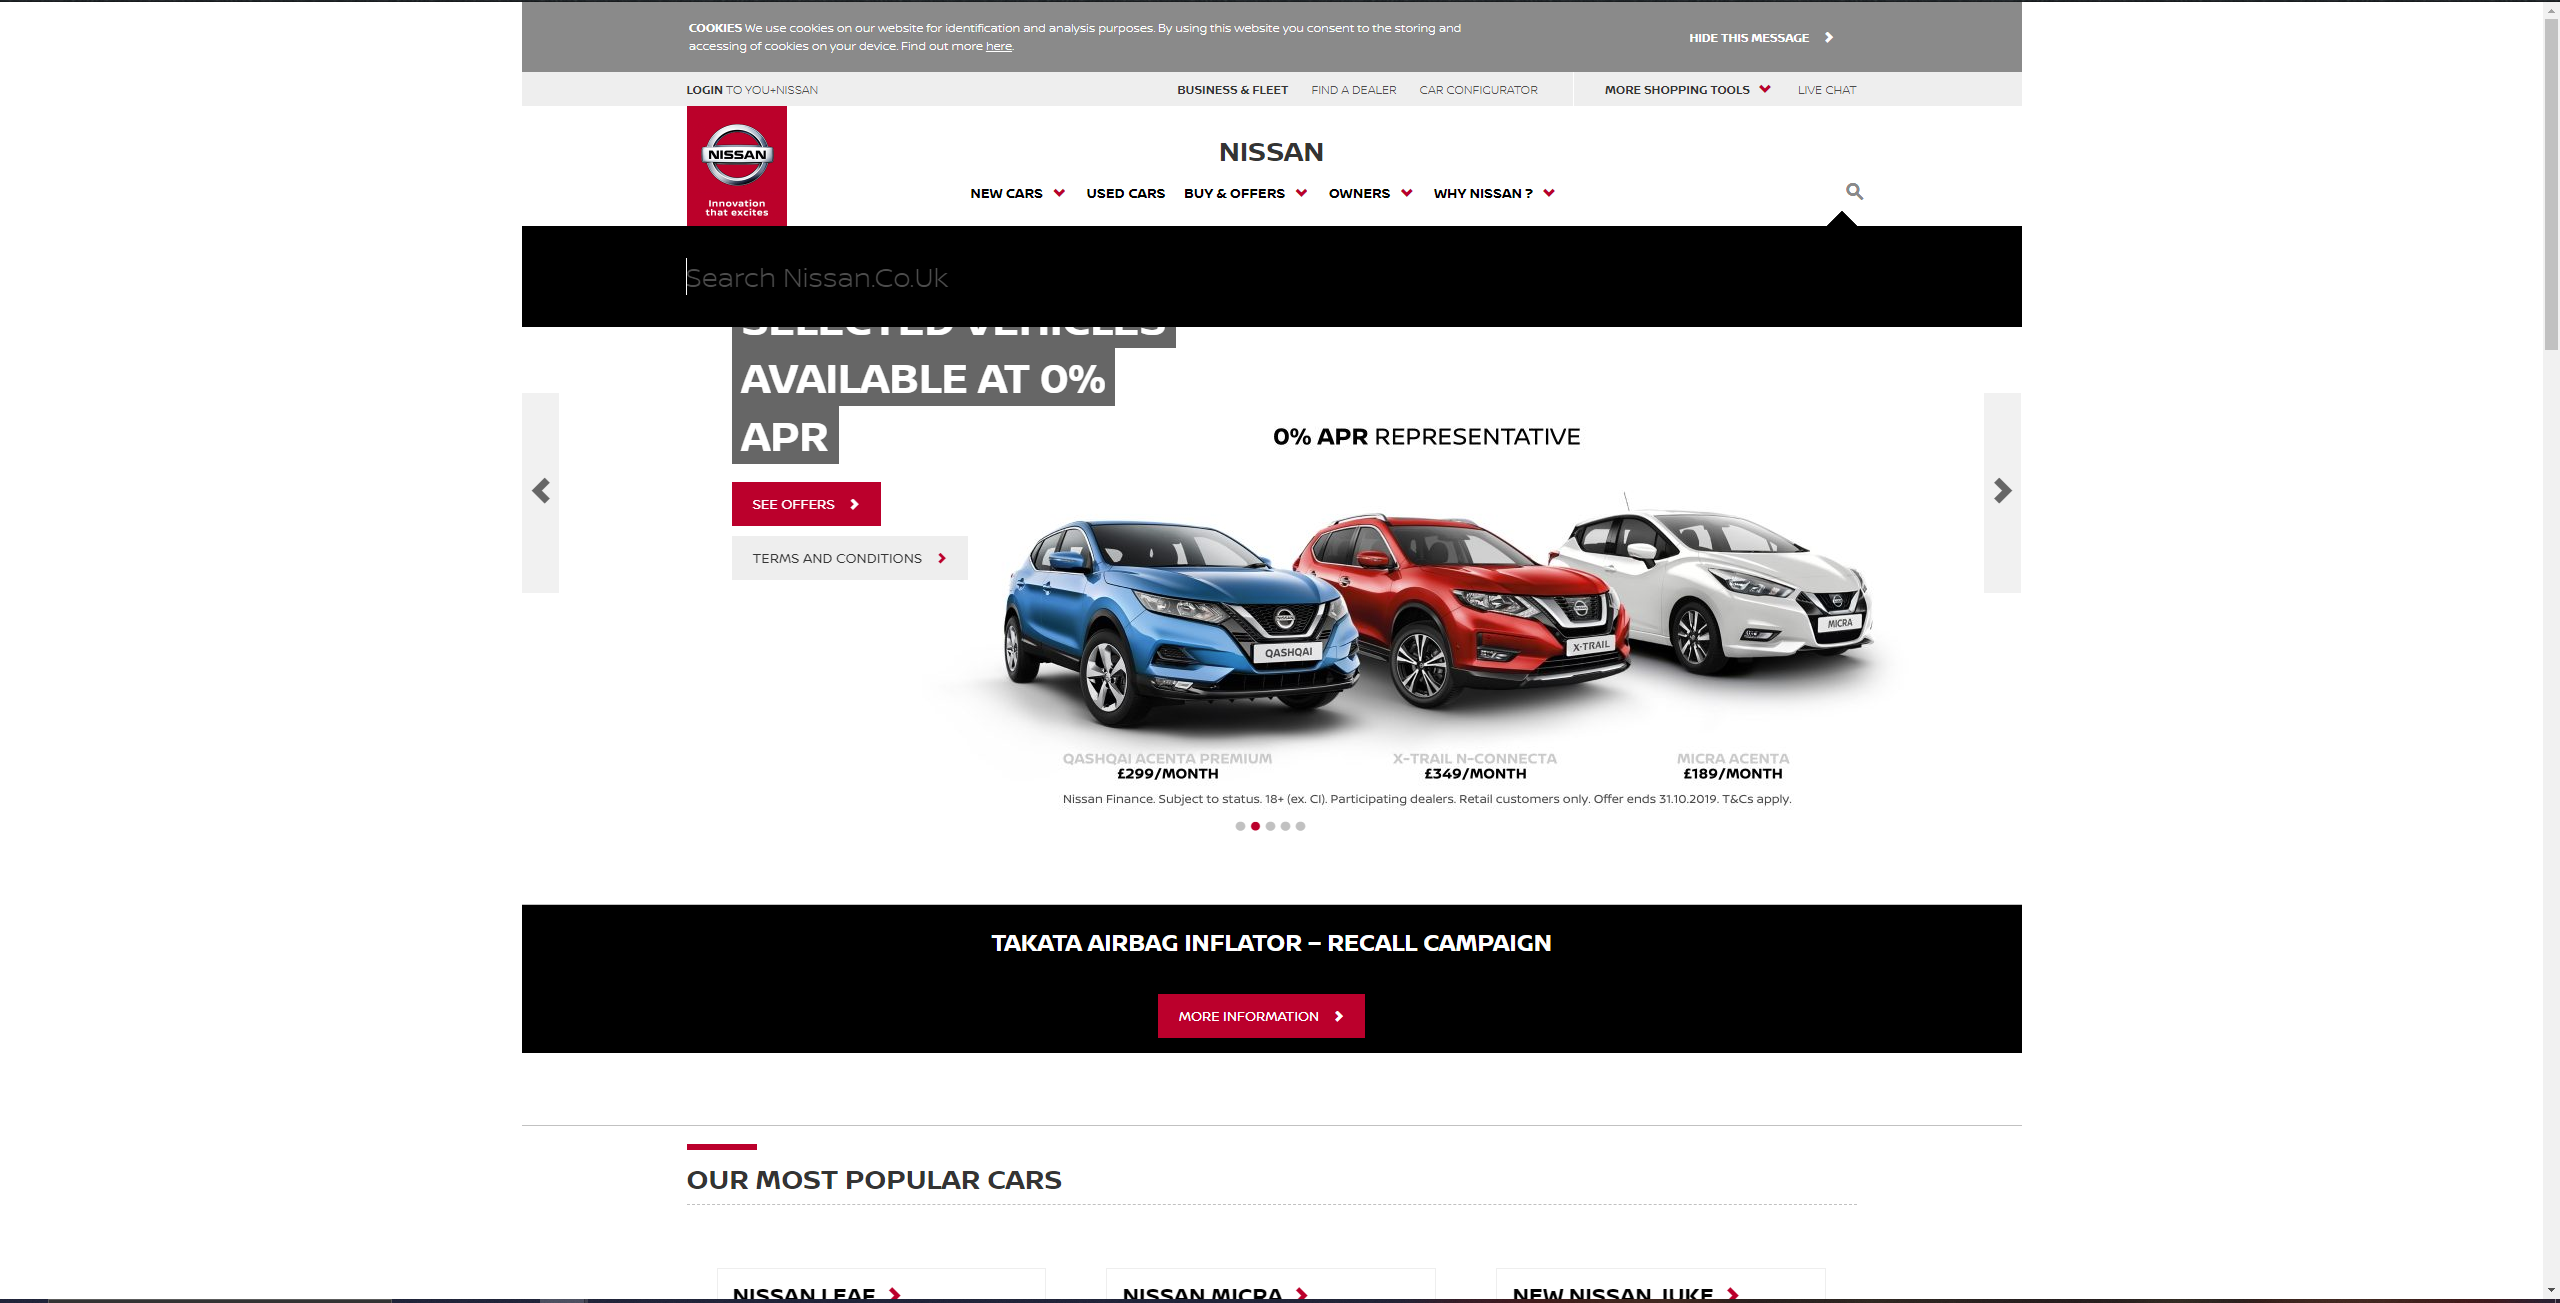 COOKIES We use cookies on our website for identification and analysis purposes. By using this website you consent to the storing and
accessing of cookies on your device. Find out more here.
HIDE THIS MESSAGE
LOGIN TO YOU+NISSAN
BUSINESS & FLEET
FIND A DEALER
CAR CONFIGURATOR
MORE SHOPPING TOOLS
LIVE CHAT
NISSAN
Innovation
that excites
NISSAN
NEW CARS
USED CARS
BUY & OFFERS
OWNERS
WHY NISSAN ?
Search Nissan.Co.Uk
SELECTED VEHICLES
AVAILABLE AT 0%
APR
SEE OFFERS
TERMS AND CONDITIONS
0% APR REPRESENTATIVE
QASHQAI
X-TRAIL
MICRA
QASHQAI ACENTA PREMIUM
£299/MONTH
X-TRAIL N-CONNECTA
£349/MONTH
MICRA ACENTA
£189/MONTH
Nissan Finance. Subject to status. 18+ (ex. CI). Participating dealers. Retail customers only. Offer ends 31.10.2019. T&Cs apply.
TAKATA AIRBAG INFLATOR – RECALL CAMPAIGN
MORE INFORMATION
OUR MOST POPULAR CARS
NISSAN LEAF
NISSAN MICRA
NEW NISSAN JUKE